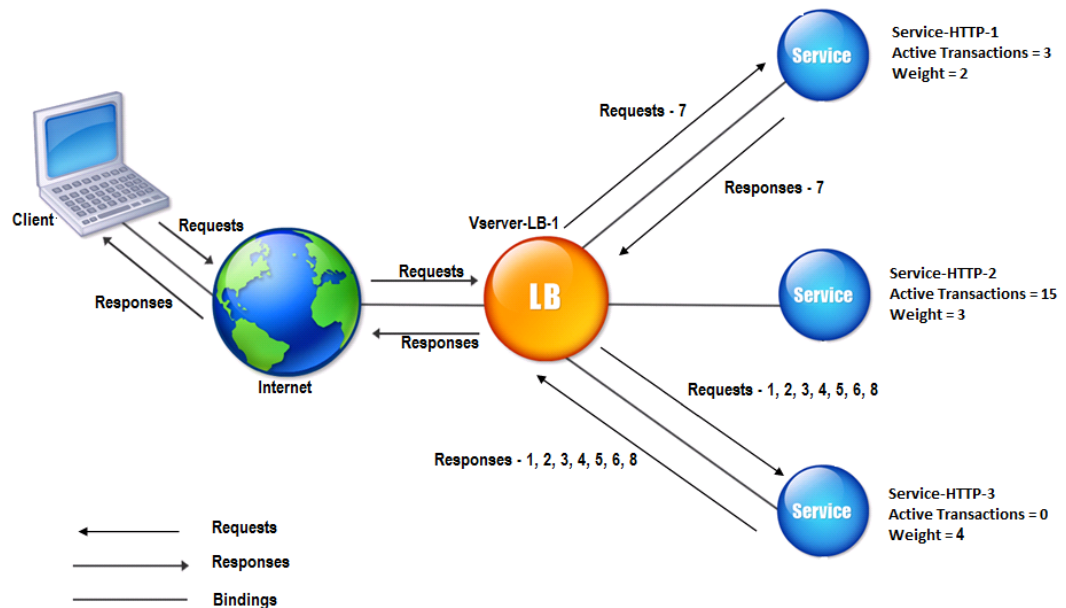 Service-HTTP-1
Active Transactions = 3
Weight = 2
Service
Requests - 7
Responses - 7
Client
Requests
Responses
Internet
Requests
Responses
Vserver-LB-1
LB
Service
Service-HTTP-2
Active Transactions = 15
Weight = 3
Requests - 1, 2, 3, 4, 5, 6, 8
Responses - 1, 2, 3, 4, 5, 6, 8
Service
Service-HTTP-3
Active Transactions = 0
Weight = 4
Requests
Responses
Bindings